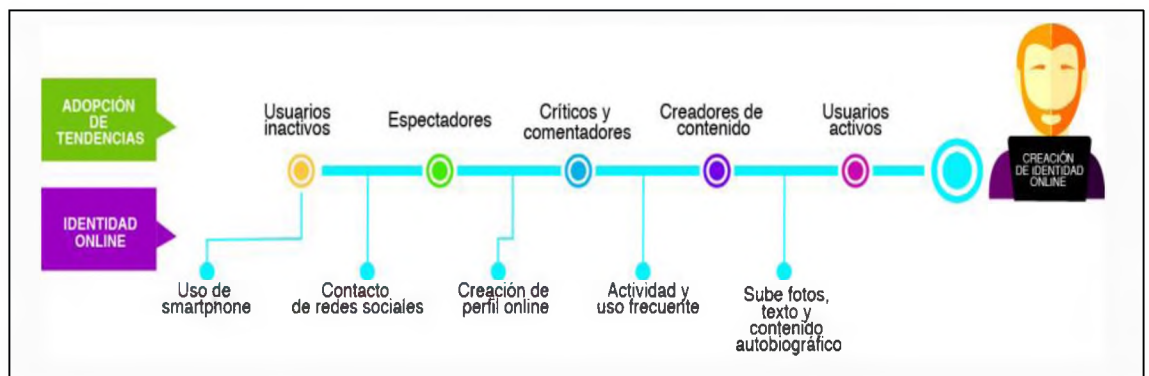 ADOPCIÓN
DE
TENDENCIAS
Usuarios
inactivos
Espectadores
Críticos y
comentadores
Creadores de
contenido
Usuarios
activos
CREACIÓN
DE IDENTIDAD
ONLINE
IDENTIDAD
ONLINE
Uso de
smartphone
Contacto
de redes sociales
Creación de
perfil online
Actividad y
uso frecuente
Sube fotos,
texto y
contenido
autobiográfico